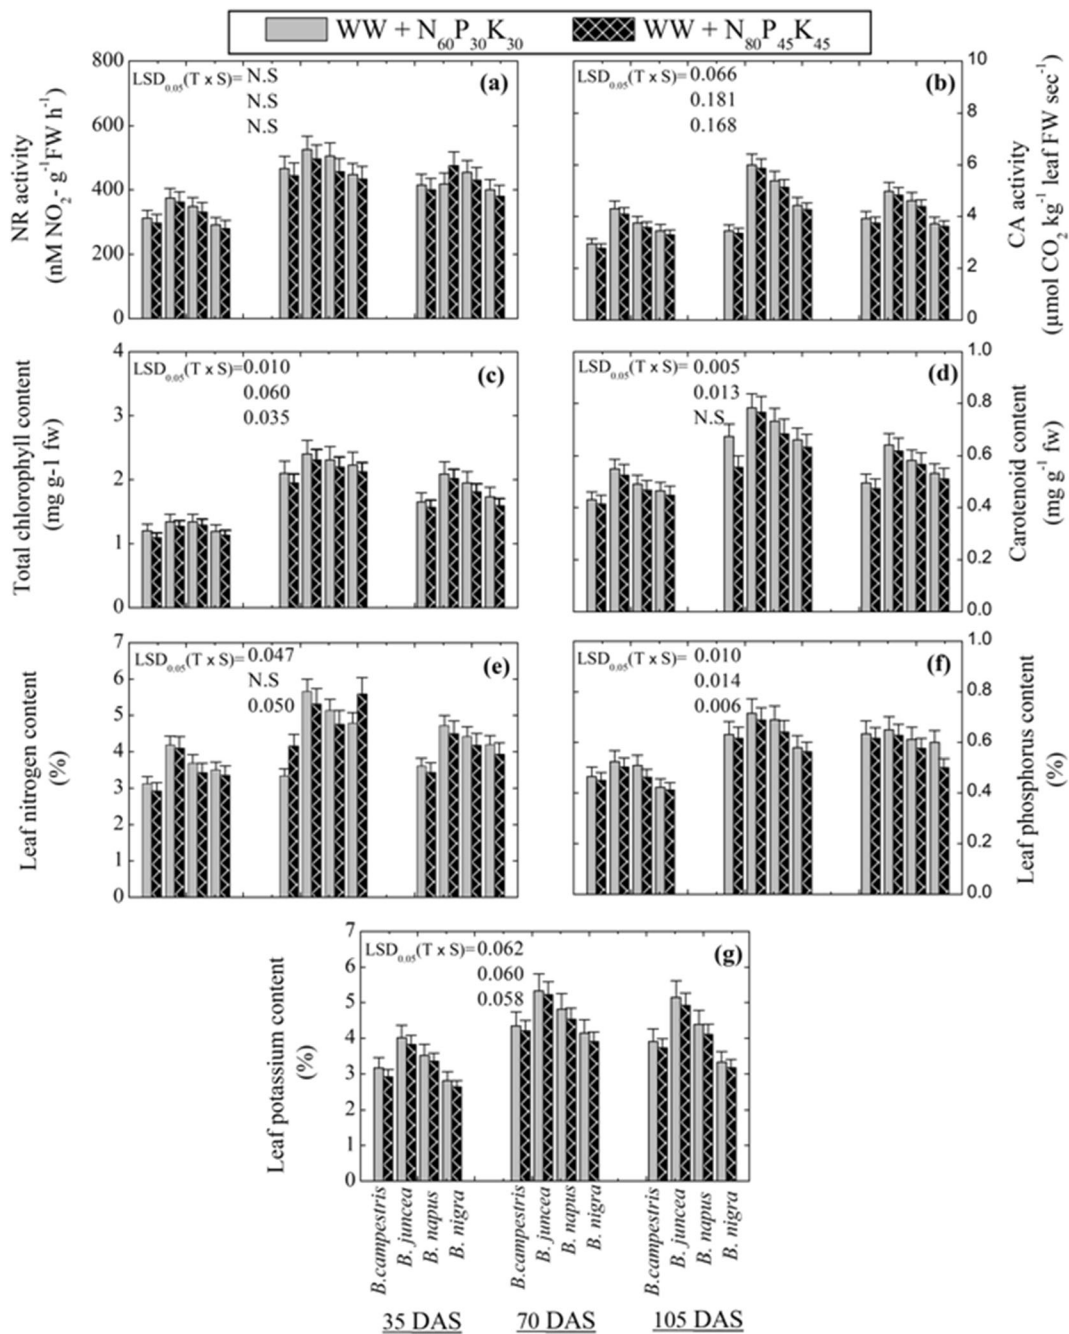 WW + N60P30K30 WW + N80P45K45
800
600
400
200
0
NR activity
(nM NO2- g-1FW h-1)
LSD0.05(T x S)= N.S
N.S
N.S
(a)
LSD0.05(T x S)= 0.066
0.181
0.168
(b)
10
8
6
4
2
0
CA activity
(µmol CO2 kg-1 leaf FW sec-1)
4
3
2
1
0
Total chlorophyll content
(mg g-1 fw)
LSD0.05(T x S)=0.010
0.060
0.035
(c)
LSD0.05(T x S)= 0.005
0.013
N.S
(d)
1.0
0.8
0.6
0.4
0.2
0.0
Carotenoid content
(mg g-1 fw)
7
6
5
4
3
2
1
0
Leaf nitrogen content
(%)
LSD0.05(T x S)= 0.047
N.S
0.050
(e)
LSD0.05(T x S)= 0.010
0.014
0.006
(f)
1.0
0.8
0.6
0.4
0.2
0.0
Leaf phosphorus content
(%)
7
6
5
4
3
2
1
0
Leaf potassium content
(%)
LSD0.05(T x S)=0.062
0.060
0.058
(g)
B.campestris
B. juncea
B. napus
B. nigra
B.campestris
B. juncea
B. napus
B. nigra
B.campestris
B. juncea
B. napus
B. nigra
35 DAS 70 DAS 105 DAS